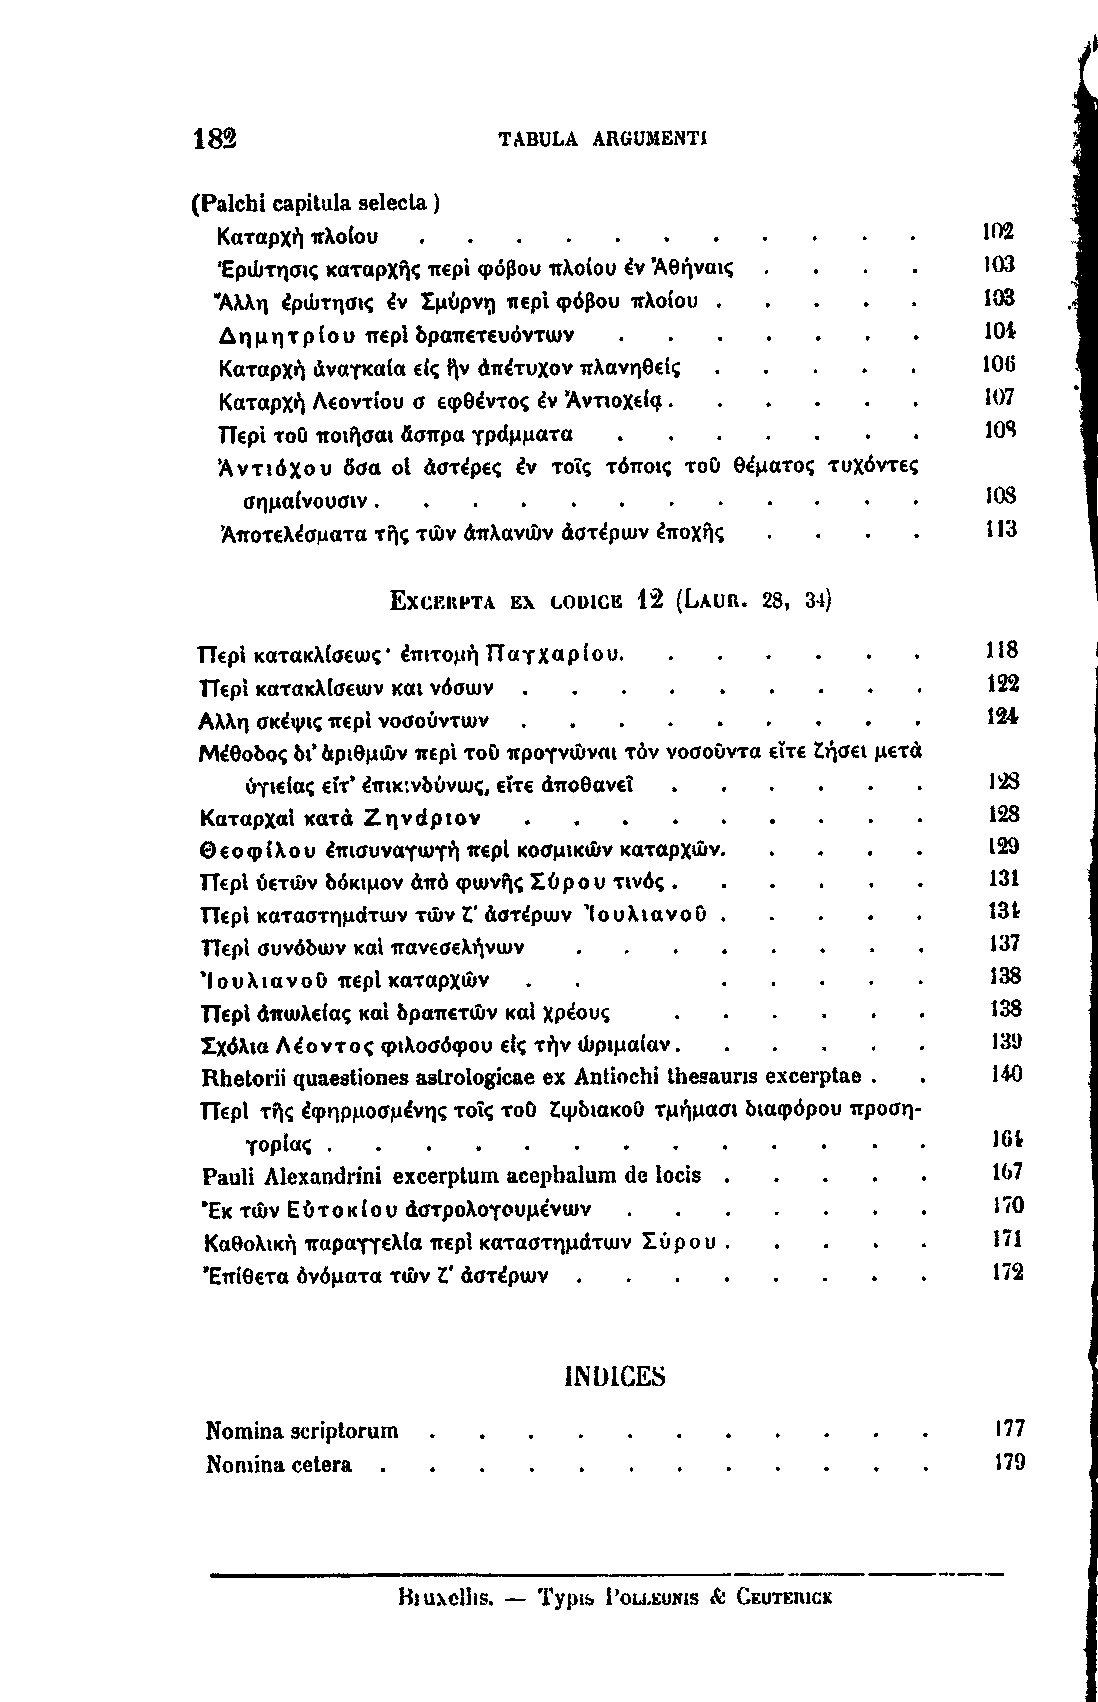 182 TABULA ARGUMENTI
(Palchi capitula selecta)
Καταρχὴ πλοίου . . . . . . . . . . . 102
Ἐρώτησις καταρχῆς περὶ φόβου πλοίου ἐν Ἀθήναις . . . . 103
Ἄλλη ἐρώτησις ἐν Σμύρνῃ περὶ φόβου πλοίου . . . . . 103
Δημητρίου περὶ δραπετευόντων . . . . . . . 104
Καταρχὴ ἀναγκαία εἰς ἣν ἀπέτυχον πλανηθείς . . . . . 106
Καταρχὴ Λεοντίου σ εφθέντος ἐν Ἀντιοχείᾳ . . . . . . 107
Περὶ τοῦ ποιῆσαι ἄσπρα γράμματα . . . . . . . 108
Ἀντιόχου ὅσα οἱ ἀστέρες ἐν τοῖς τόποις τοῦ θέματος τυχόντες
σημαίνουσιν . . . . . . . . . . . . 108
Ἀποτελέσματα τῆς τῶν ἀπλανῶν ἀστέρων ἐποχῆς . . . . 113
EXCERPTA EX CODICE 12 (LAUR. 28, 34)
Περὶ κατακλίσεως· ἐπιτομὴ Παγχαρίου . . . . . . . 118
Περὶ κατακλίσεων και νόσων . . . . . . . . . 122
Αλλη σκέψις περὶ νοσούντων . . . . . . . . . 124
Μέθοδος δι' ἀριθμῶν περὶ τοῦ προγνῶναι τὸν νοσοῦντα εἴτε ζήσει μετὰ
ὑγιείας εἴτ' ἐπικινδύνως, εἴτε ἀποθανεῖ . . . . . . 128
Καταρχαὶ κατὰ Ζηνάριον . . . . . . . . . 128
Θεοφίλου ἐπισυναγωγὴ περὶ κοσμικῶν καταρχῶν . . . . . 129
Περὶ ὑετῶν δόκιμον ἀπὸ φωνῆς Σύρου τινός . . . . . . 131
Περὶ καταστημάτων τῶν ζ' ἀστέρων Ἰουλιανοῦ . . . . . 134
Περὶ συνόδων καὶ πανεσελήνων . . . . . . . . 137
Ἰουλιανοῦ περὶ καταρχῶν . . . . . . . 138
Περὶ ἀπωλείας καὶ δραπετῶν καὶ χρέους . . . . . . 138
Σχόλια Λέοντος φιλοσόφου εἰς τὴν ὡριμαίαν . . . . . . 139
Rhetorii quaestiones astrologicae ex Antiochi thesauris excerptae . . 140
Περὶ τῆς ἐφηρμοσμένης τοῖς τοῦ ζῳδιακοῦ τμήμασι διαφόρου προση-
γορίας . . . . . . . . . . . . . 164
Pauli Alexandrini excerptum acephalum de locis . . . . . 167
Ἐκ τῶν Εὐτοκίου ἀστρολογουμένων . . . . . . . 170
Καθολικὴ παραγγελία περὶ καταστημάτων Σύρου . . . . . 171
Ἐπίθετα ὀνόματα τῶν ζ' ἀστέρων . . . . . . . . 172
INDICES
Nomina scriptorum . . . . . . . . . . . 177
Nomina cetera . . . . . . . . . . . . 179
Bruxellis. — Typis POLLEUNIS & CEUTERICK